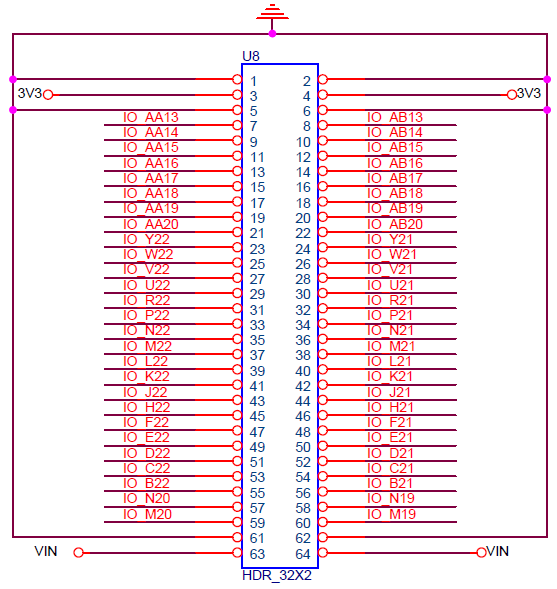 U8
1 2
3V3 3 4 3V3
5 6
IO_AA13 7 8 IO_AB13
IO_AA14 9 10 IO_AB14
IO_AA15 11 12 IO_AB15
IO_AA16 13 14 IO_AB16
IO_AA17 15 16 IO_AB17
IO_AA18 17 18 IO_AB18
IO_AA19 19 20 IO_AB19
IO_AA20 21 22 IO_AB20
IO_Y22 23 24 IO_Y21
IO_W22 25 26 IO_W21
IO_V22 27 28 IO_V21
IO_U22 29 30 IO_U21
IO_R22 31 32 IO_R21
IO_P22 33 34 IO_P21
IO_N22 35 36 IO_N21
IO_M22 37 38 IO_M21
IO_L22 39 40 IO_L21
IO_K22 41 42 IO_K21
IO_J22 43 44 IO_J21
IO_H22 45 46 IO_H21
IO_F22 47 48 IO_F21
IO_E22 49 50 IO_E21
IO_D22 51 52 IO_D21
IO_C22 53 54 IO_C21
IO_B22 55 56 IO_B21
IO_N20 57 58 IO_N19
IO_M20 59 60 IO_M19
61 62
VIN 63 64 VIN
HDR_32X2